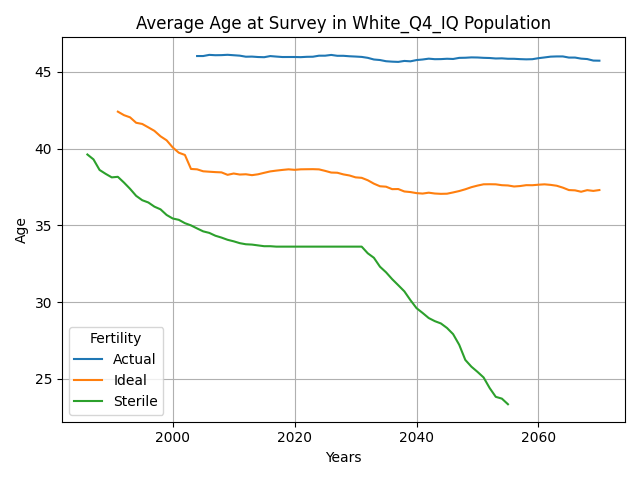 Average Age at Survey in White_Q4_IQ Population
Age
45
40
35
30
25
Fertility
Actual
Ideal
Sterile
2000
2020
2040
2060
Years